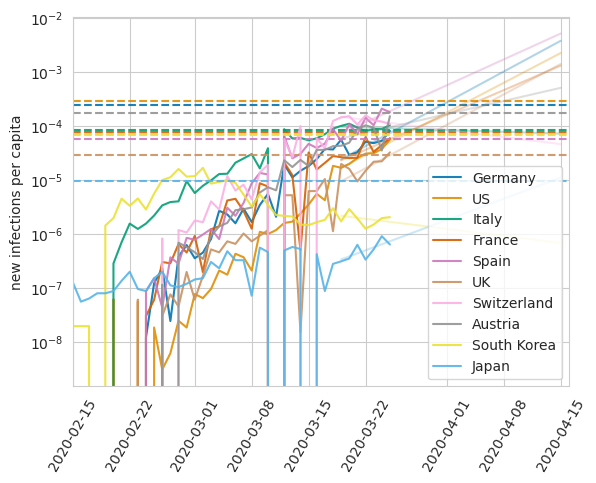 10⁻²
10⁻³
10⁻⁴
10⁻⁵
10⁻⁶
10⁻⁷
10⁻⁸
new infections per capita
Germany
US
Italy
France
Spain
UK
Switzerland
Austria
South Korea
Japan
2020-02-15
2020-02-22
2020-03-01
2020-03-08
2020-03-15
2020-03-22
2020-04-01
2020-04-08
2020-04-15